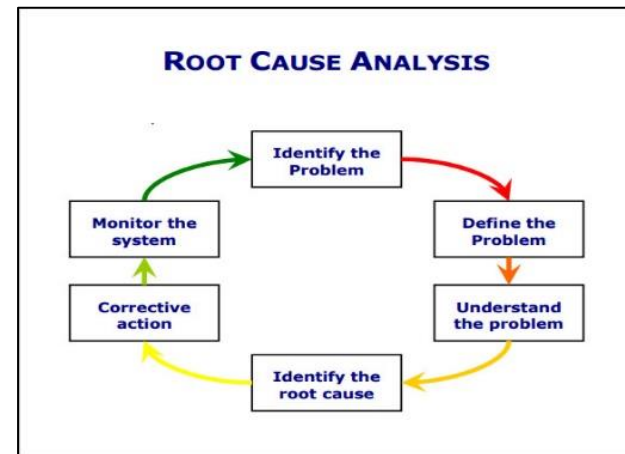 ROOT CAUSE ANALYSIS
Identify the
Problem
Define the
Problem
Understand
the problem
Identify the
root cause
Corrective
action
Monitor the
system